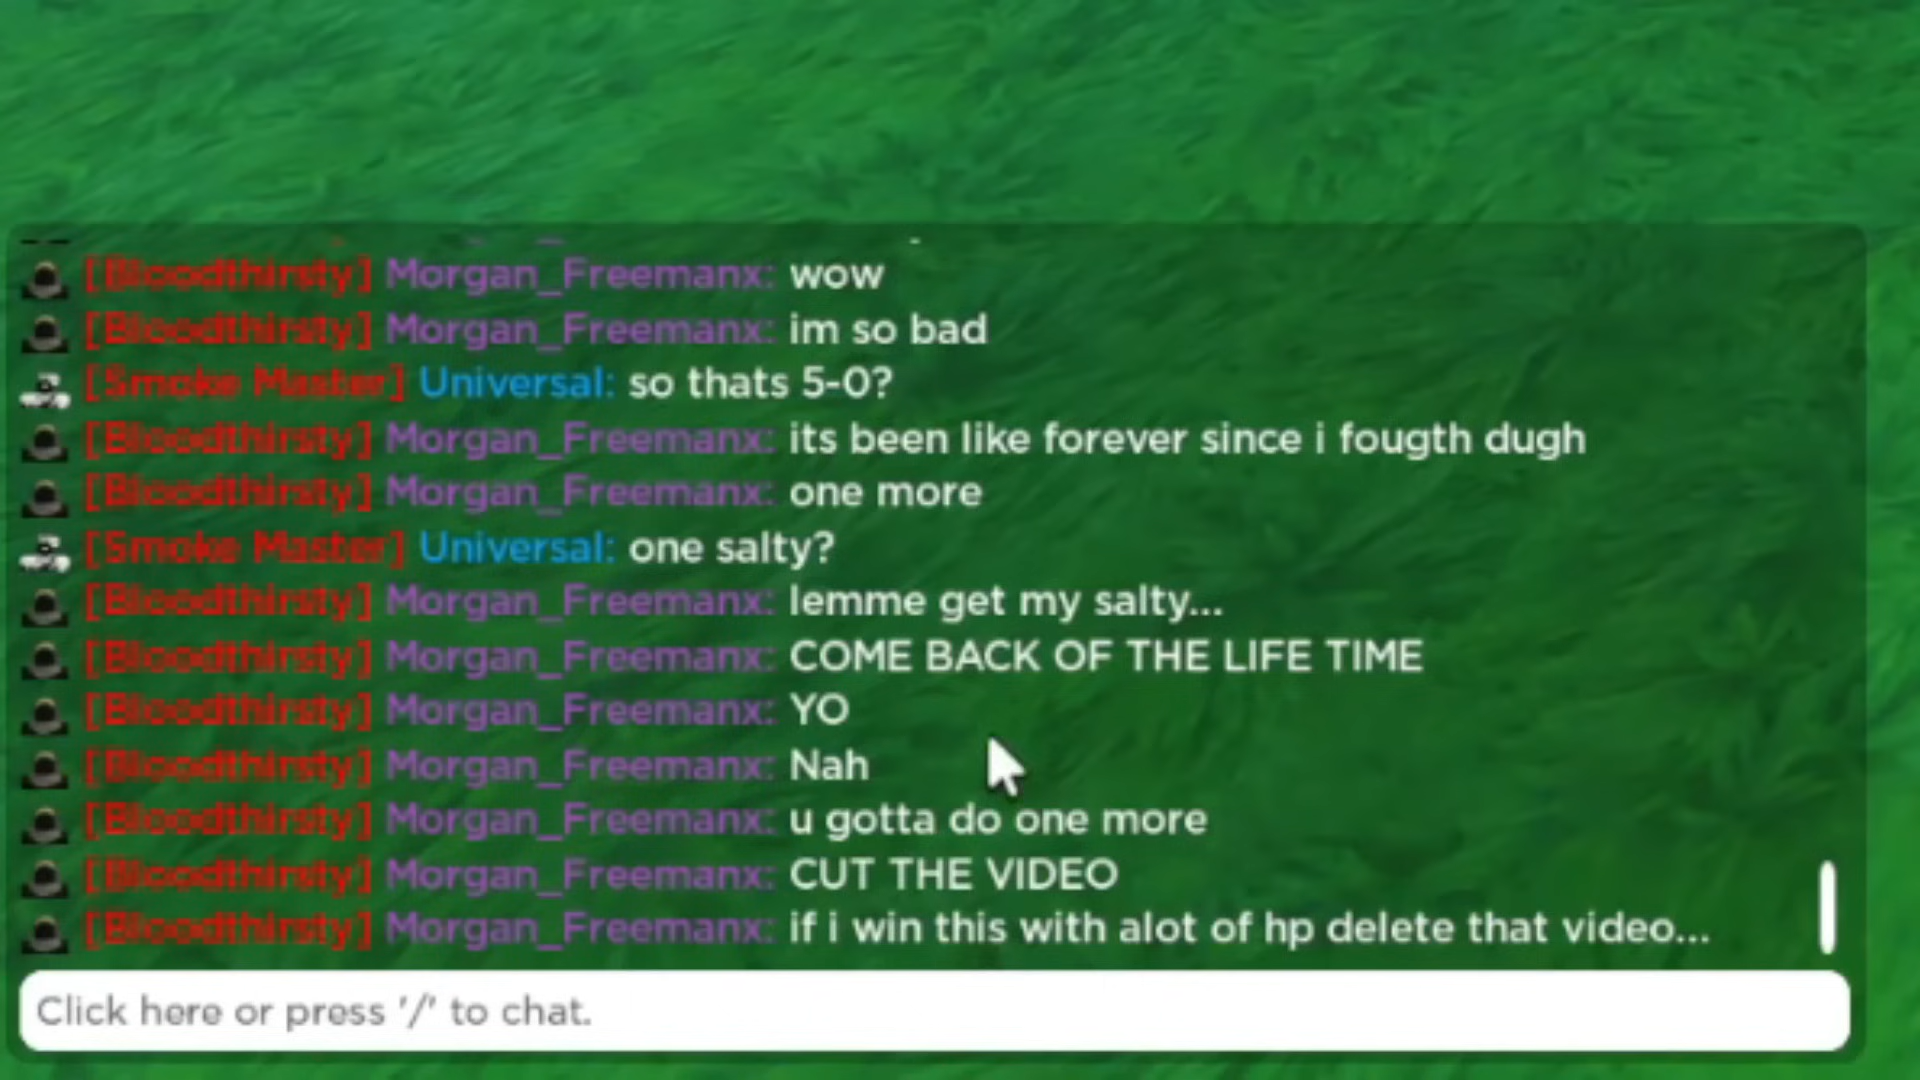 [Bloodthirsty] Morgan_Freemanx: wow
[Bloodthirsty] Morgan_Freemanx: im so bad
[Smoke Master] Universal: so thats 5-0?
[Bloodthirsty] Morgan_Freemanx: its been like forever since i fougth dugh
[Bloodthirsty] Morgan_Freemanx: one more
[Smoke Master] Universal: one salty?
[Bloodthirsty] Morgan_Freemanx: lemme get my salty...
[Bloodthirsty] Morgan_Freemanx: COME BACK OF THE LIFE TIME
[Bloodthirsty] Morgan_Freemanx: YO
[Bloodthirsty] Morgan_Freemanx: Nah
[Bloodthirsty] Morgan_Freemanx: u gotta do one more
[Bloodthirsty] Morgan_Freemanx: CUT THE VIDEO
[Bloodthirsty] Morgan_Freemanx: if i win this with alot of hp delete that video...
Click here or press '/' to chat.